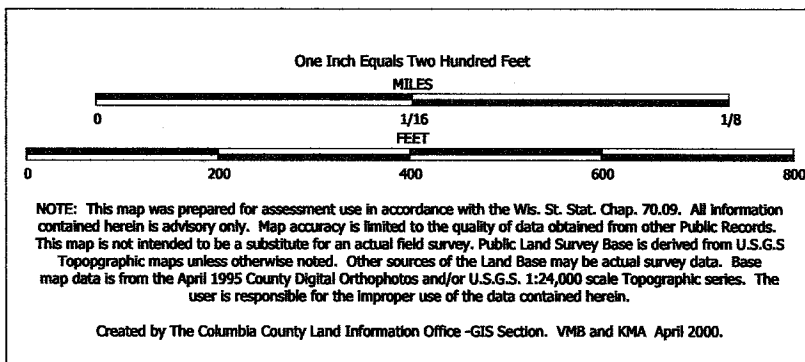 One Inch Equals Two Hundred Feet
MILES
0 1/16 1/8
FEET
0 200 400 600 800
NOTE: This map was prepared for assessment use in accordance with the Wis. St. Stat. Chap. 70.09. All information
contained herein is advisory only. Map accuracy is limited to the quality of data obtained from other Public Records.
This map is not intended to be a substitute for an actual field survey. Public Land Survey Base is derived from U.S.G.S
Topopgraphic maps unless otherwise noted. Other sources of the Land Base may be actual survey data. Base
map data is from the April 1995 County Digital Orthophotos and/or U.S.G.S. 1:24,000 scale Topographic series. The
user is responsible for the improper use of the data contained herein.
Created by The Columbia County Land Information Office -GIS Section. VMB and KMA April 2000.